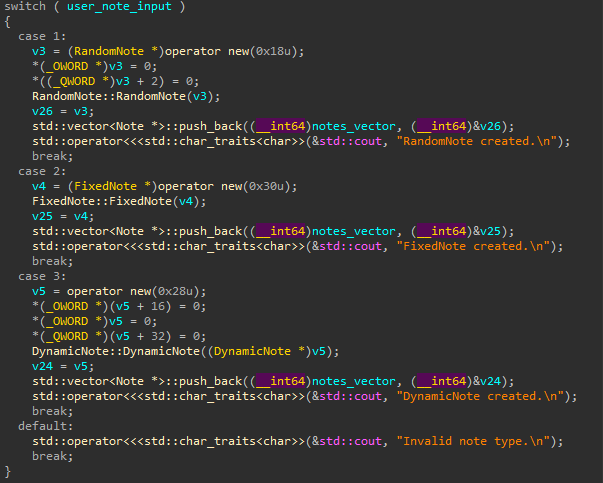 switch ( user_note_input )
{
  case 1:
    v3 = (RandomNote *)operator new(0x18u);
    *(_OWORD *)v3 = 0;
    *((_QWORD *)v3 + 2) = 0;
    RandomNote::RandomNote(v3);
    v26 = v3;
    std::vector<Note *>::push_back((__int64)notes_vector, (__int64)&v26);
    std::operator<<<std::char_traits<char>>(&std::cout, "RandomNote created.\n");
    break;
  case 2:
    v4 = (FixedNote *)operator new(0x30u);
    FixedNote::FixedNote(v4);
    v25 = v4;
    std::vector<Note *>::push_back((__int64)notes_vector, (__int64)&v25);
    std::operator<<<std::char_traits<char>>(&std::cout, "FixedNote created.\n");
    break;
  case 3:
    v5 = operator new(0x28u);
    *(_OWORD *)(v5 + 16) = 0;
    *(_OWORD *)v5 = 0;
    *(_QWORD *)(v5 + 32) = 0;
    DynamicNote::DynamicNote((DynamicNote *)v5);
    v24 = v5;
    std::vector<Note *>::push_back((__int64)notes_vector, (__int64)&v24);
    std::operator<<<std::char_traits<char>>(&std::cout, "DynamicNote created.\n");
    break;
  default:
    std::operator<<<std::char_traits<char>>(&std::cout, "Invalid note type.\n");
    break;
}